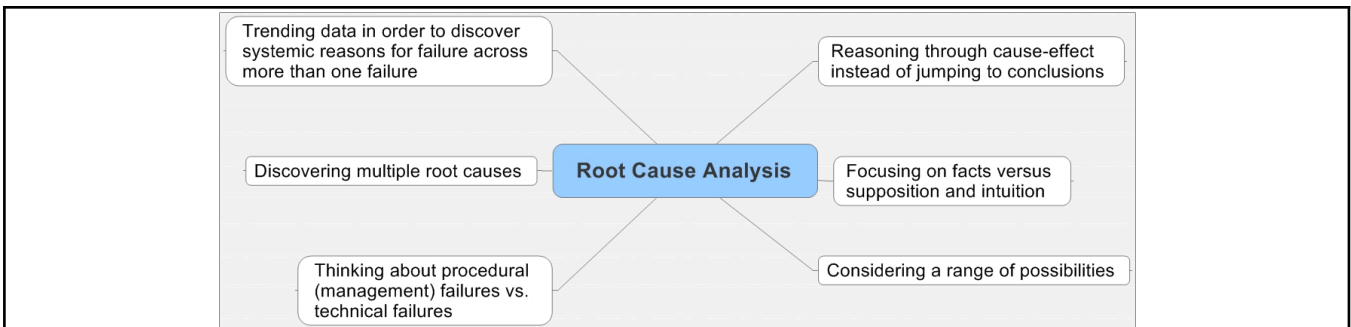 Trending data in order to discover
systemic reasons for failure across
more than one failure
Reasoning through cause-effect
instead of jumping to conclusions
Discovering multiple root causes
Root Cause Analysis
Focusing on facts versus
supposition and intuition
Thinking about procedural
(management) failures vs.
technical failures
Considering a range of possibilities